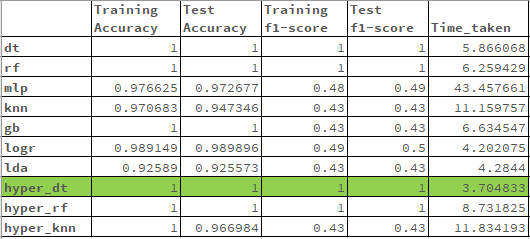 Training Accuracy Test Accuracy Training f1-score Test f1-score Time_taken
dt 1 1 1 1 5.866068
rf 1 1 1 1 6.259429
mlp 0.976625 0.972677 0.48 0.49 43.457661
knn 0.970683 0.947346 0.43 0.43 11.159757
gb 1 1 0.43 0.43 6.634547
logr 0.989149 0.989896 0.49 0.5 4.202075
lda 0.92589 0.925573 0.43 0.43 4.2844
hyper_dt 1 1 1 1 3.704833
hyper_rf 1 1 1 1 8.731825
hyper_knn 1 0.966984 0.43 0.43 11.834193